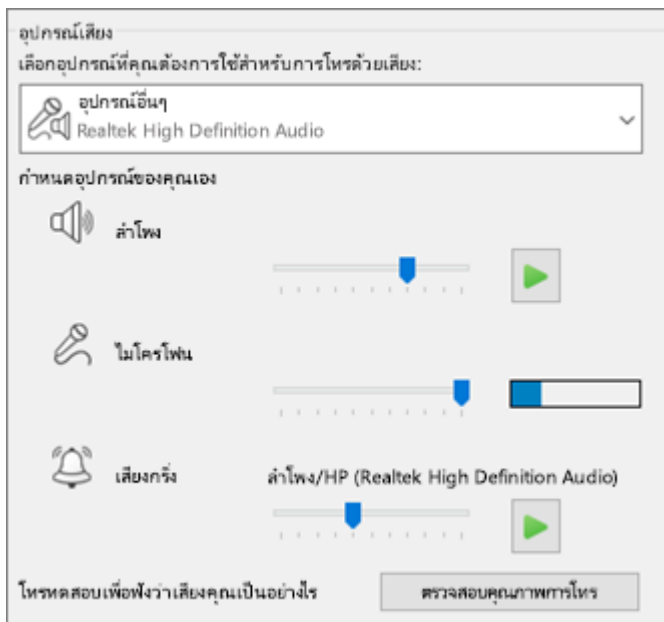 อุปกรณ์เสียง
เลือกอุปกรณ์ที่คุณต้องการใช้สำหรับการโทรด้วยเสียง:
อุปกรณ์อื่นๆ
Realtek High Definition Audio
กำหนดอุปกรณ์ของคุณเอง
ลำโพง
ไมโครโฟน
เสียงกริ่ง
ลำโพง/HP (Realtek High Definition Audio)
โทรทดสอบเพื่อฟังว่าเสียงคุณเป็นอย่างไร
ตรวจสอบคุณภาพการโทร